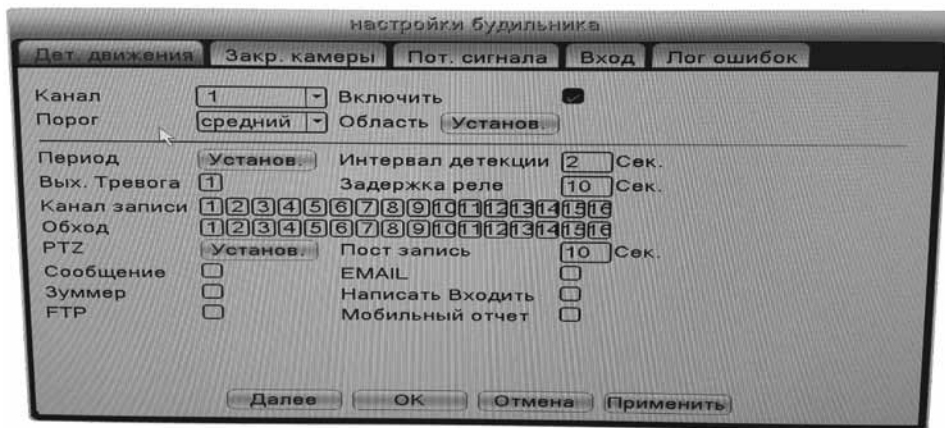 настройки будильника
Дет. движения Закр. камеры Пот. сигнала Вход Лог ошибок
Канал 1 Включить
Порог средний Область Установ.
Период Установ. Интервал детекции 2 Сек.
Вых. Тревога 1 Задержка реле 10 Сек.
Канал записи 1 2 3 4 5 6 7 8 9 10 11 12 13 14 15 16
Обход 1 2 3 4 5 6 7 8 9 10 11 12 13 14 15 16
PTZ Установ. Пост запись 10 Сек.
Сообщение EMAIL
Зуммер Написать Входить
FTP Мобильный отчет
Далее ОК Отмена Применить